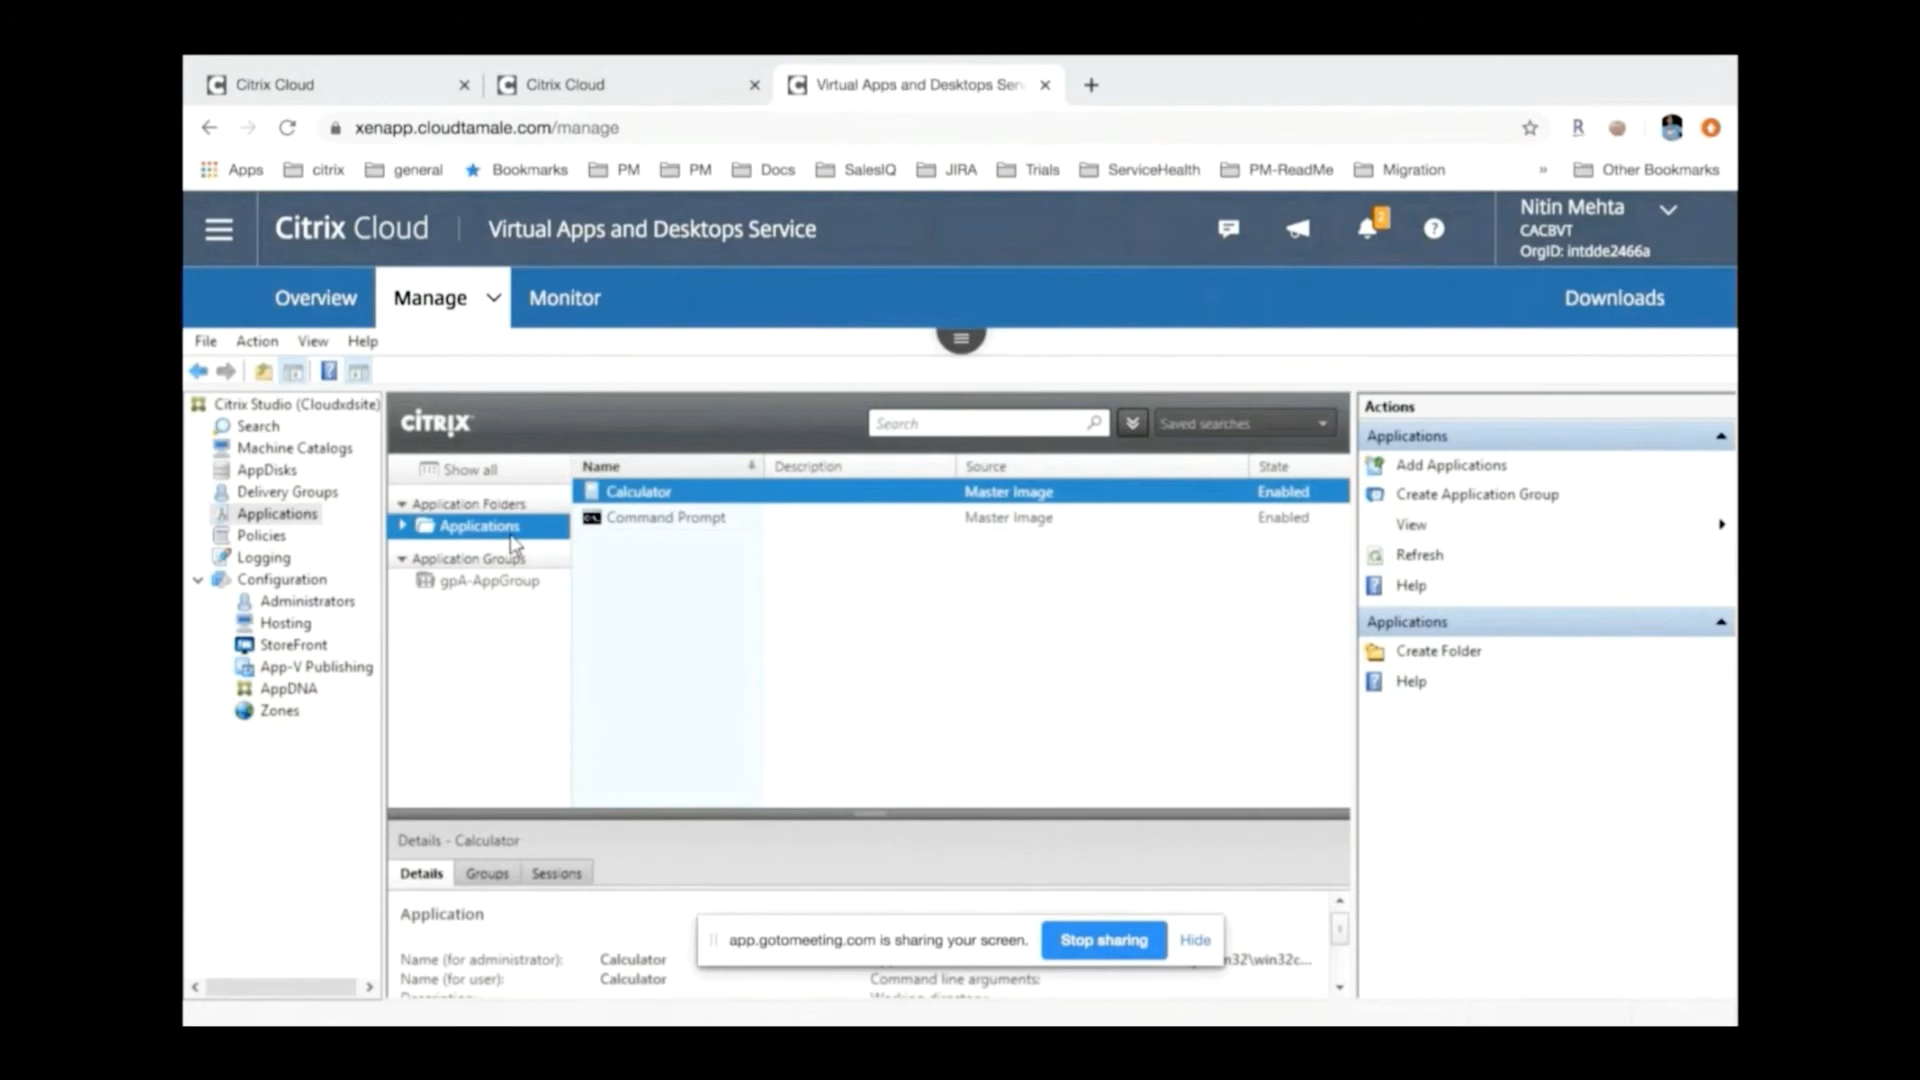 Citrix Cloud
Citrix Cloud
Virtual Apps and Desktops Ser
xenapp.cloudtamale.com/manage
R
Apps citrix general Bookmarks PM PM Docs SalesIQ JIRA Trials ServiceHealth PM-ReadMe Migration » Other Bookmarks
Citrix Cloud Virtual Apps and Desktops Service
2
Nitin Mehta
CACBVT
OrgID: intdde2466a
Overview Manage Monitor Downloads
File Action View Help
Citrix Studio (Cloudxdsite)
Search
Machine Catalogs
AppDisks
Delivery Groups
Applications
Policies
Logging
Configuration
Administrators
Hosting
StoreFront
App-V Publishing
AppDNA
Zones
CITRIX
Search
Saved searches
Show all
Application Folders
Applications
Application Groups
gpA-AppGroup
Name Description Source State
Calculator Master Image Enabled
Command Prompt Master Image Enabled
Details - Calculator
Details Groups Sessions
Application
Name (for administrator): Calculator
Name (for user): Calculator
n32\win32c...
Command line arguments:
app.gotomeeting.com is sharing your screen. Stop sharing Hide
Actions
Applications
Add Applications
Create Application Group
View
Refresh
Help
Applications
Create Folder
Help